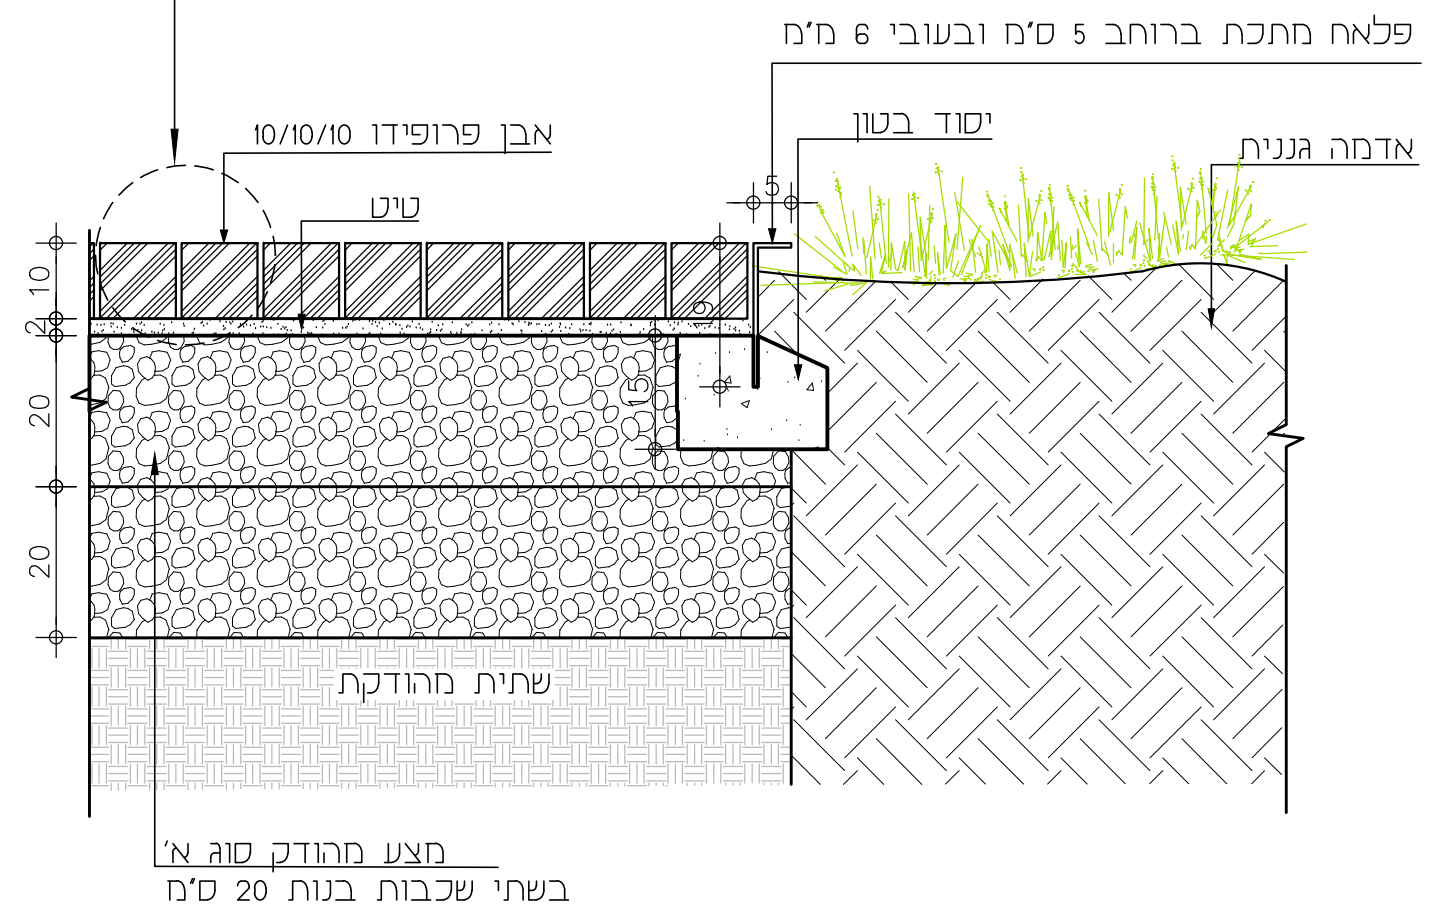 פלאח מתכת ברוחב 5 ס"מ ובעובי 6 מ"מ
יסוד בטון
אבן פרופידו 10/10/10
אדמה גננית
טיט
5
10
2
19
15
20
20
שתית מהודקת
מצע מהודק סוג א'
בשתי שכבות בנות 20 ס"מ